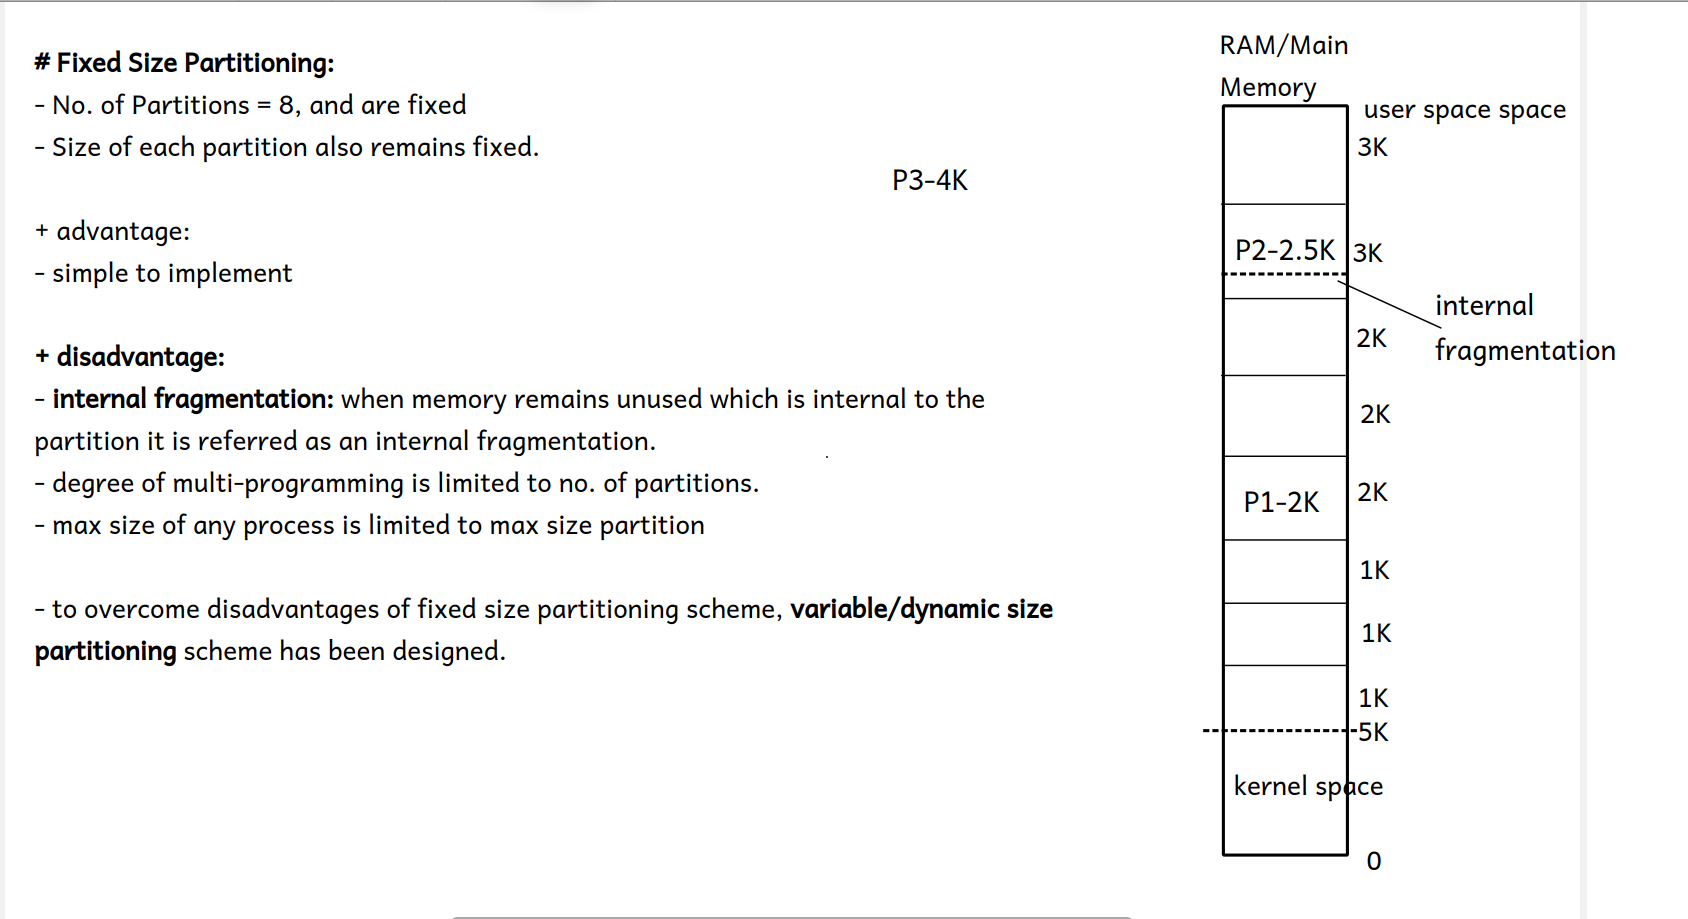 # Fixed Size Partitioning:
- No. of Partitions = 8, and are fixed
- Size of each partition also remains fixed.
+ advantage:
- simple to implement
+ disadvantage:
- internal fragmentation: when memory remains unused which is internal to the
partition it is referred as an internal fragmentation.
- degree of multi-programming is limited to no. of partitions.
- max size of any process is limited to max size partition
- to overcome disadvantages of fixed size partitioning scheme, variable/dynamic size
partitioning scheme has been designed.
P3-4K
RAM/Main
Memory
user space space
3K
P2-2.5K
3K
internal
fragmentation
2K
2K
P1-2K
2K
1K
1K
1K
5K
kernel space
0